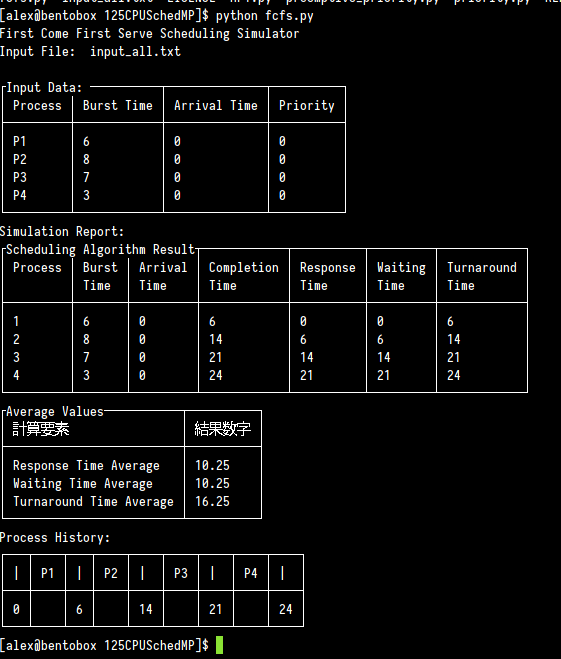 [alex@bentobox 125CPUSchedMP]$ python fcfs.py
First Come First Serve Scheduling Simulator
Input File:  input_all.txt
Input Data:
Process Burst Time Arrival Time Priority
P1 6 0 0
P2 8 0 0
P3 7 0 0
P4 3 0 0
Simulation Report:
Scheduling Algorithm Result
Process Burst Arrival Completion Response Waiting Turnaround
Time Time Time Time Time Time
1 6 0 6 0 0 6
2 8 0 14 6 6 14
3 7 0 21 14 14 21
4 3 0 24 21 21 24
Average Values
計算要素 結果数字
Response Time Average 10.25
Waiting Time Average 10.25
Turnaround Time Average 16.25
Process History:
| P1 | P2 | P3 | P4 |
0 6 14 21 24
[alex@bentobox 125CPUSchedMP]$